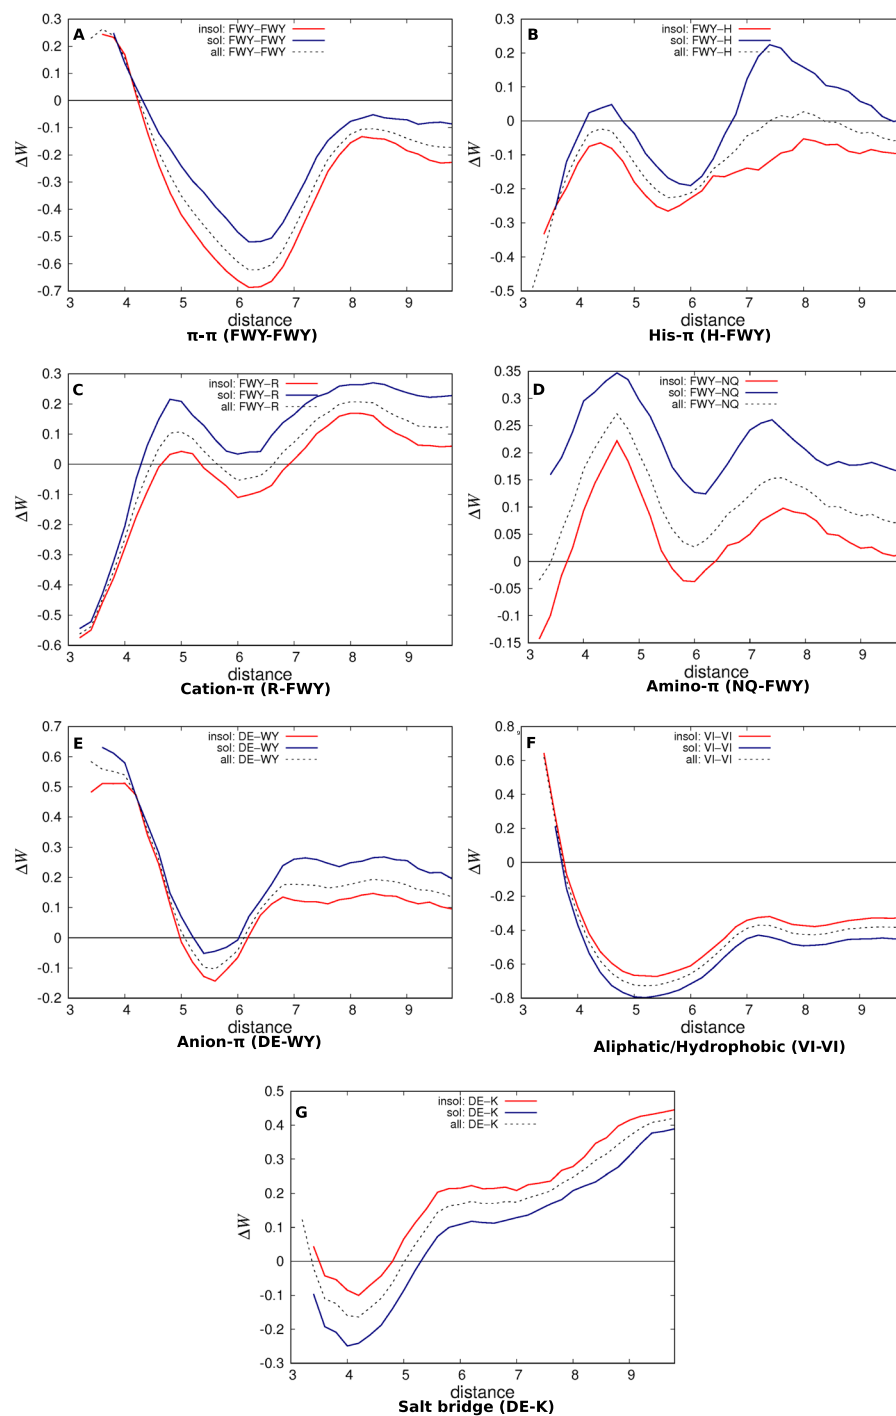 A
insol: FWY–FWY
sol: FWY–FWY
all: FWY–FWY
0.3
0.2
0.1
0
-0.1
-0.2
-0.3
-0.4
-0.5
-0.6
-0.7
ΔW
3 4 5 6 7 8 9
distance
π-π (FWY-FWY)
B
insol: FWY–H
sol: FWY–H
all: FWY–H
0.3
0.2
0.1
0
-0.1
-0.2
-0.3
-0.4
-0.5
ΔW
3 4 5 6 7 8 9
distance
His-π (H-FWY)
C
insol: FWY–R
sol: FWY–R
all: FWY–R
0.3
0.2
0.1
0
-0.1
-0.2
-0.3
-0.4
-0.5
-0.6
ΔW
3 4 5 6 7 8 9
distance
Cation-π (R-FWY)
D
insol: FWY–NQ
sol: FWY–NQ
all: FWY–NQ
0.35
0.3
0.25
0.2
0.15
0.1
0.05
0
-0.05
-0.1
-0.15
ΔW
3 4 5 6 7 8 9
distance
Amino-π (NQ-FWY)
E
insol: DE–WY
sol: DE–WY
all: DE–WY
0.7
0.6
0.5
0.4
0.3
0.2
0.1
0
-0.1
-0.2
ΔW
3 4 5 6 7 8 9
distance
Anion-π (DE-WY)
F
insol: VI–VI
sol: VI–VI
all: VI–VI
0.8
0.6
0.4
0.2
0
-0.2
-0.4
-0.6
-0.8
ΔW
3 4 5 6 7 8 9
distance
Aliphatic/Hydrophobic (VI-VI)
G
insol: DE–K
sol: DE–K
all: DE–K
0.5
0.4
0.3
0.2
0.1
0
-0.1
-0.2
-0.3
ΔW
3 4 5 6 7 8 9
distance
Salt bridge (DE-K)